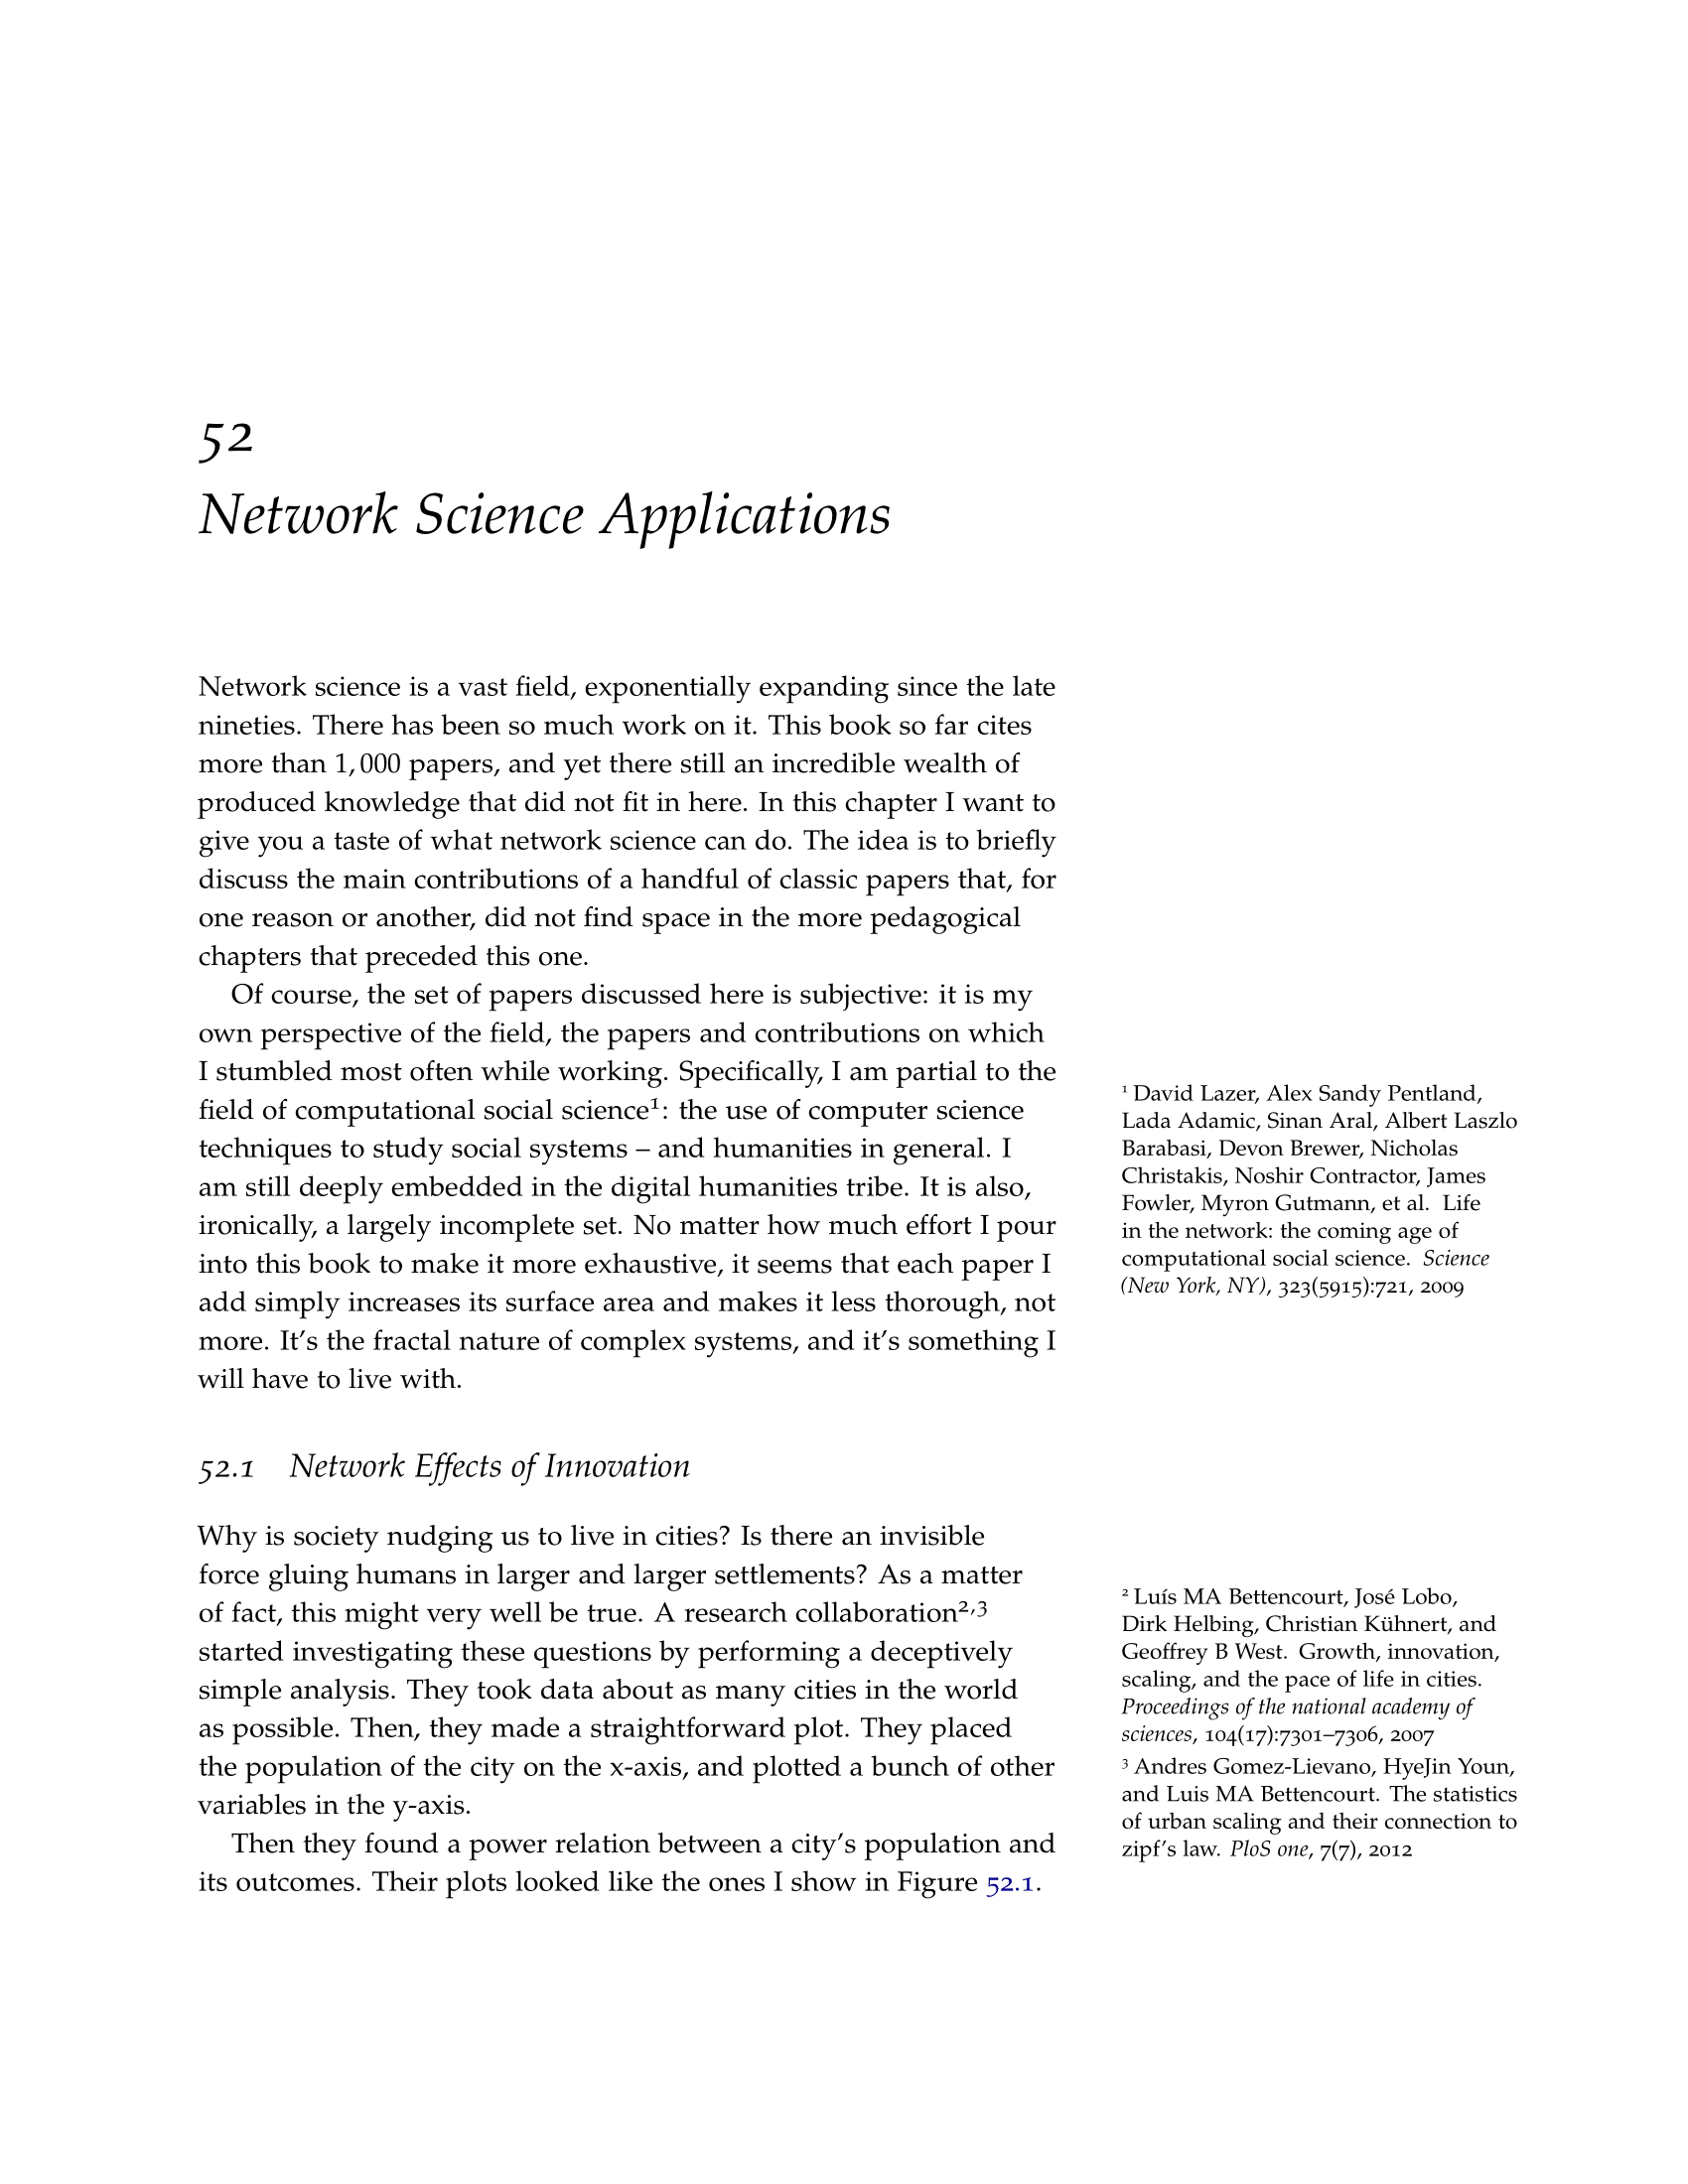 52
Network Science Applications
Network science is a vast field, exponentially expanding since the late
nineties. There has been so much work on it. This book so far cites
more than 1, 000 papers, and yet there still an incredible wealth of
produced knowledge that did not fit in here. In this chapter I want to
give you a taste of what network science can do. The idea is to briefly
discuss the main contributions of a handful of classic papers that, for
one reason or another, did not find space in the more pedagogical
chapters that preceded this one.
Of course, the set of papers discussed here is subjective: it is my
own perspective of the field, the papers and contributions on which
I stumbled most often while working. Specifically, I am partial to the
field of computational social science¹: the use of computer science
techniques to study social systems – and humanities in general. I
am still deeply embedded in the digital humanities tribe. It is also,
ironically, a largely incomplete set. No matter how much effort I pour
into this book to make it more exhaustive, it seems that each paper I
add simply increases its surface area and makes it less thorough, not
more. It's the fractal nature of complex systems, and it's something I
will have to live with.
¹ David Lazer, Alex Sandy Pentland,
Lada Adamic, Sinan Aral, Albert Laszlo
Barabasi, Devon Brewer, Nicholas
Christakis, Noshir Contractor, James
Fowler, Myron Gutmann, et al. Life
in the network: the coming age of
computational social science. Science
(New York, NY), 323(5915):721, 2009
52.1 Network Effects of Innovation
Why is society nudging us to live in cities? Is there an invisible
force gluing humans in larger and larger settlements? As a matter
of fact, this might very well be true. A research collaboration²,³
started investigating these questions by performing a deceptively
simple analysis. They took data about as many cities in the world
as possible. Then, they made a straightforward plot. They placed
the population of the city on the x-axis, and plotted a bunch of other
variables in the y-axis.
Then they found a power relation between a city's population and
its outcomes. Their plots looked like the ones I show in Figure 52.1.
² Luís MA Bettencourt, José Lobo,
Dirk Helbing, Christian Kühnert, and
Geoffrey B West. Growth, innovation,
scaling, and the pace of life in cities.
Proceedings of the national academy of
sciences, 104(17):7301–7306, 2007
³ Andres Gomez-Lievano, HyeJin Youn,
and Luis MA Bettencourt. The statistics
of urban scaling and their connection to
zipf's law. PloS one, 7(7), 2012